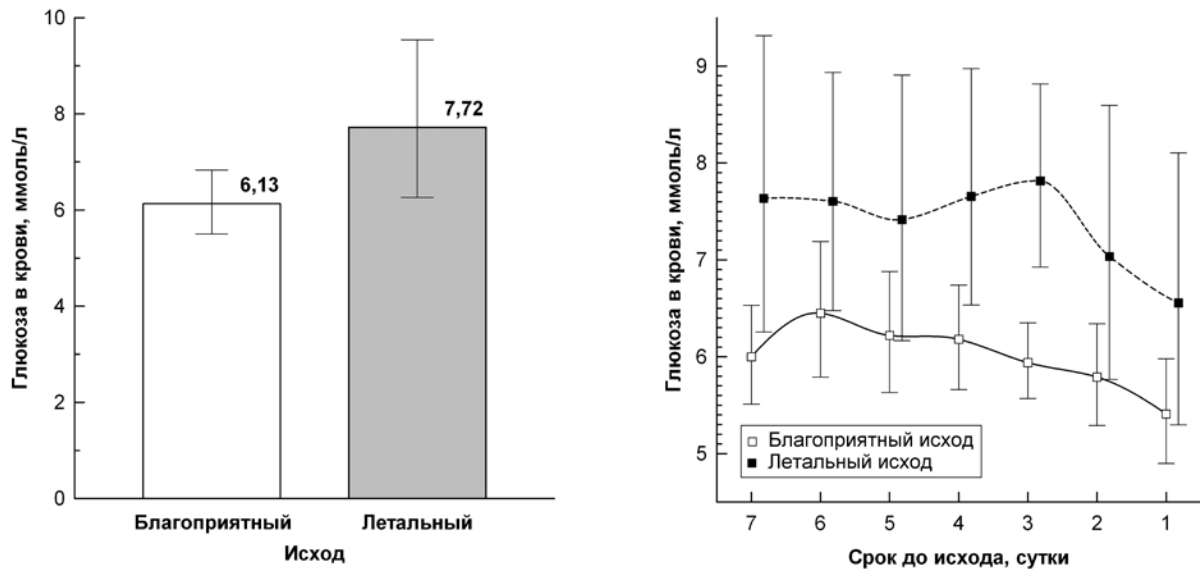 Глюкоза в крови, ммоль/л
10
8
6
4
2
0
6,13
7,72
Благоприятный
Летальный
Исход
Глюкоза в крови, ммоль/л
9
8
7
6
5
Благоприятный исход
Летальный исход
7 6 5 4 3 2 1
Срок до исхода, сутки